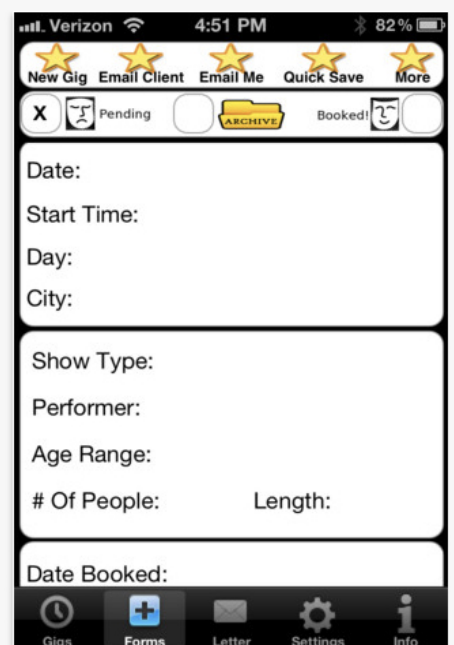 Verizon 4:51 PM 82%
New Gig Email Client Email Me Quick Save More
X Pending ARCHIVE Booked!
Date:
Start Time:
Day:
City:
Show Type:
Performer:
Age Range:
# Of People: Length:
Date Booked:
Gigs Forms Letter Settings Info